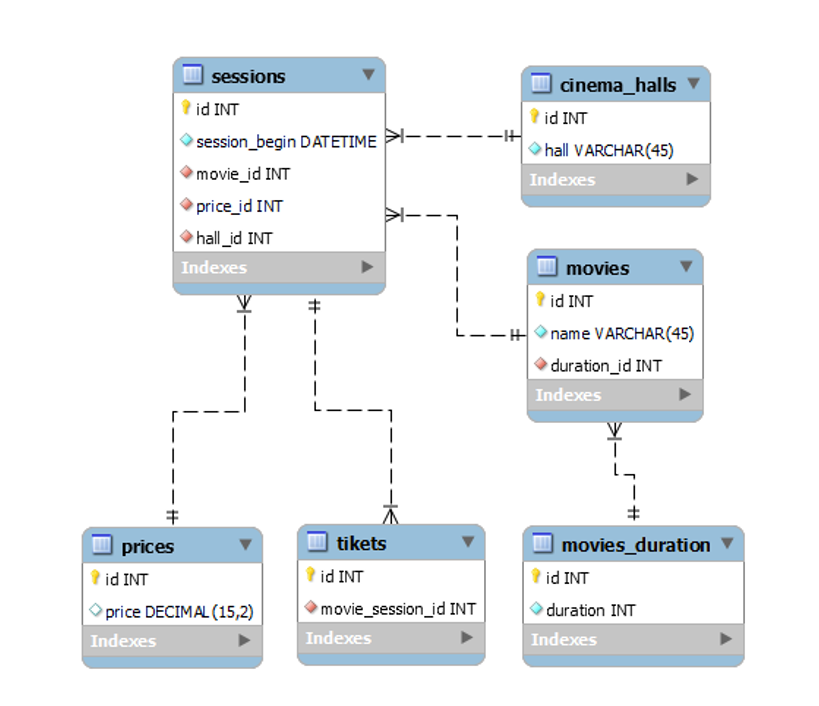 sessions
id INT
session_begin DATETIME
movie_id INT
price_id INT
hall_id INT
Indexes
cinema_halls
id INT
hall VARCHAR(45)
Indexes
movies
id INT
name VARCHAR(45)
duration_id INT
Indexes
prices
id INT
price DECIMAL(15,2)
Indexes
tikets
id INT
movie_session_id INT
Indexes
movies_duration
id INT
duration INT
Indexes